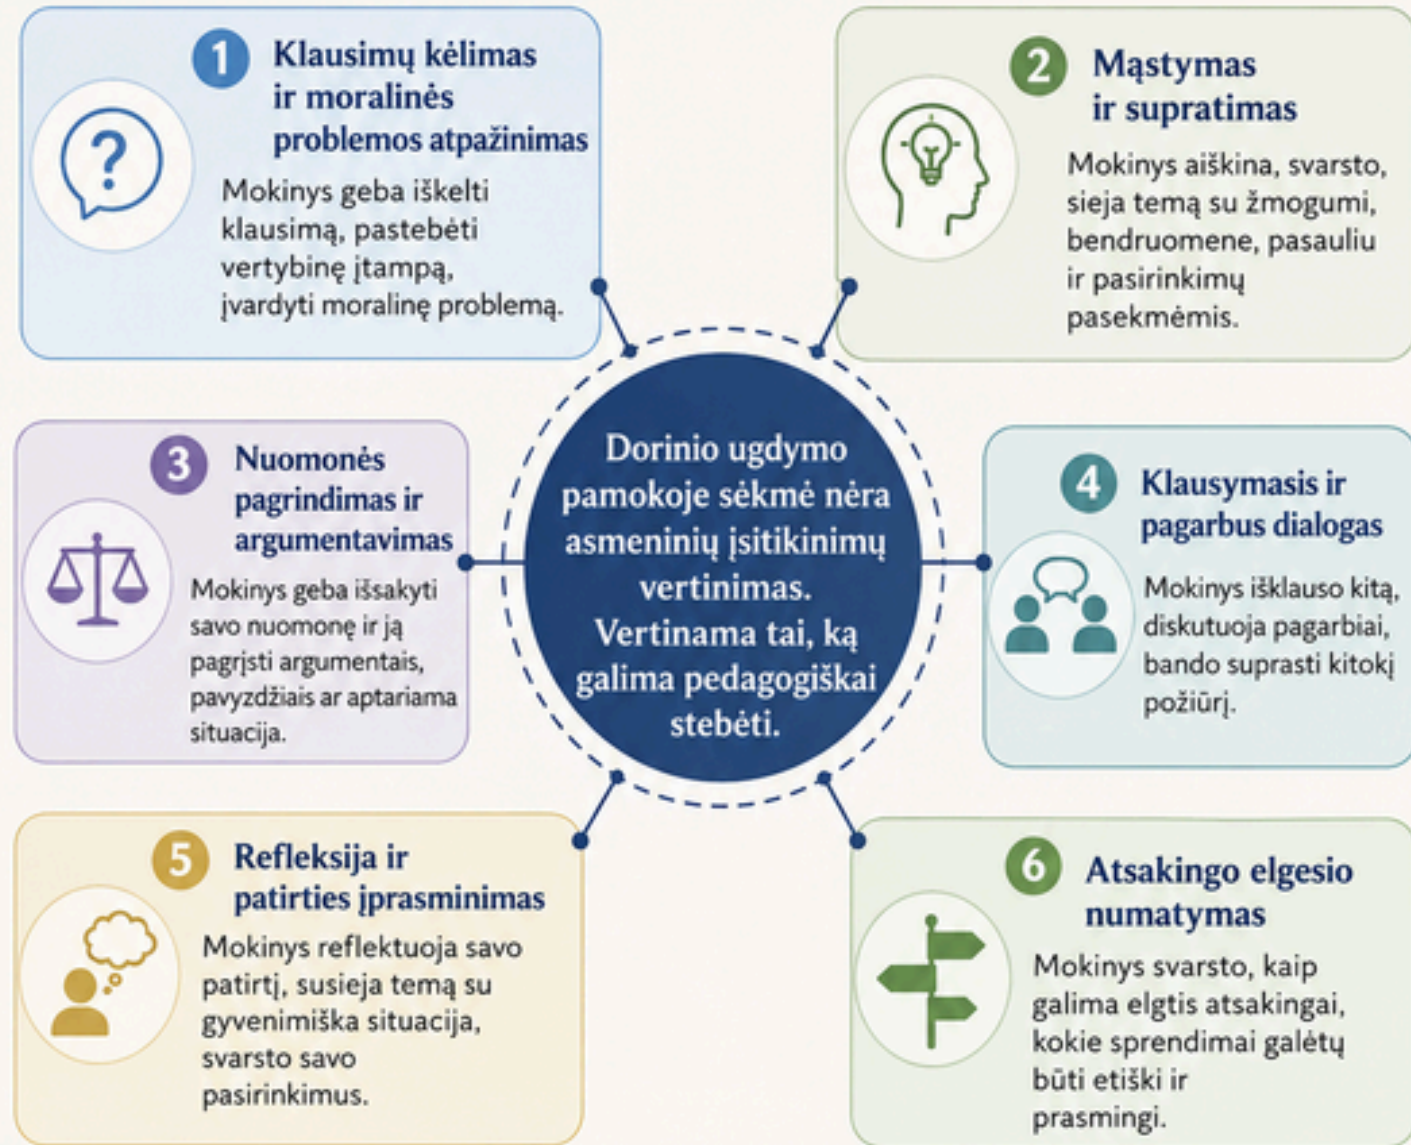 1
Klausimų kėlimas
ir moralinės
problemos atpažinimas
?
Mokinys geba iškelti
klausimą, pastebėti
vertybinę įtampą,
įvardyti moralinę problemą.
2
Mąstymas
ir supratimas
Mokinys aiškina, svarsto,
sieja temą su žmogumi,
bendruomene, pasauliu
ir pasirinkimų
pasekmėmis.
3
Nuomonės
pagrindimas ir
argumentavimas
Mokinys geba išsakyti
savo nuomonę ir ją
pagrįsti argumentais,
pavyzdžiais ar aptariama
situacija.
Dorinio ugdymo
pamokoje sėkmė nėra
asmeninių įsitikinimų
vertinimas.
Vertinama tai, ką
galima pedagogiškai
stebėti.
4
Klausymasis ir
pagarbus dialogas
Mokinys išklauso kitą,
diskutuoja pagarbiai,
bando suprasti kitokį
požiūrį.
5
Refleksija ir
patirties įprasminimas
Mokinys reflektuoja savo
patirtį, susieja temą su
gyvenimiška situacija,
svarsto savo
pasirinkimus.
6
Atsakingo elgesio
numatymas
Mokinys svarsto, kaip
galima elgtis atsakingai,
kokie sprendimai galėtų
būti etiški ir
prasmingi.